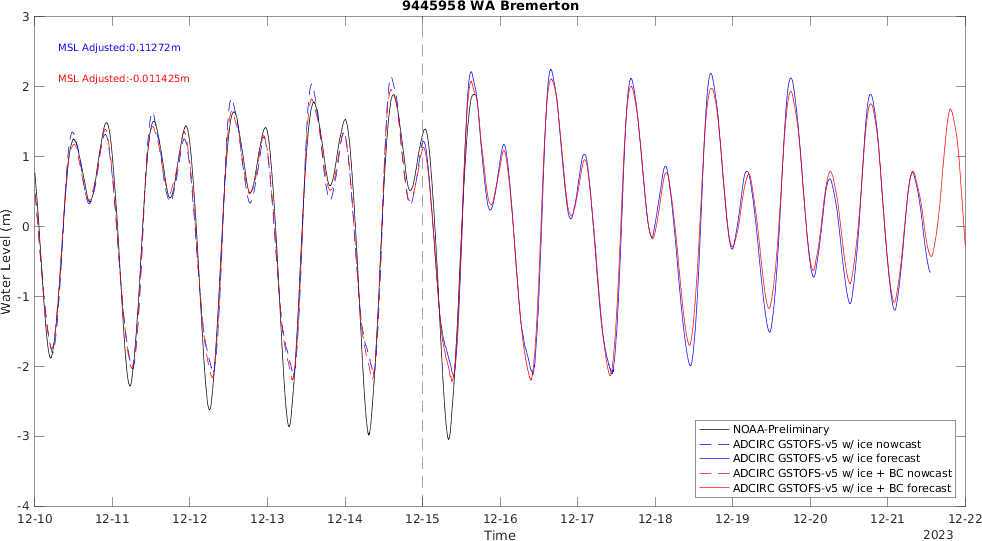 9445958 WA Bremerton
MSL Adjusted:0.11272m
MSL Adjusted:-0.011425m
Water Level (m)
3
2
1
0
-1
-2
-3
-4
NOAA-Preliminary
ADCIRC GSTOFS-v5 w/ ice nowcast
ADCIRC GSTOFS-v5 w/ ice forecast
ADCIRC GSTOFS-v5 w/ ice + BC nowcast
ADCIRC GSTOFS-v5 w/ ice + BC forecast
12-10 12-11 12-12 12-13 12-14 12-15 12-16 12-17 12-18 12-19 12-20 12-21 12-22
Time
2023